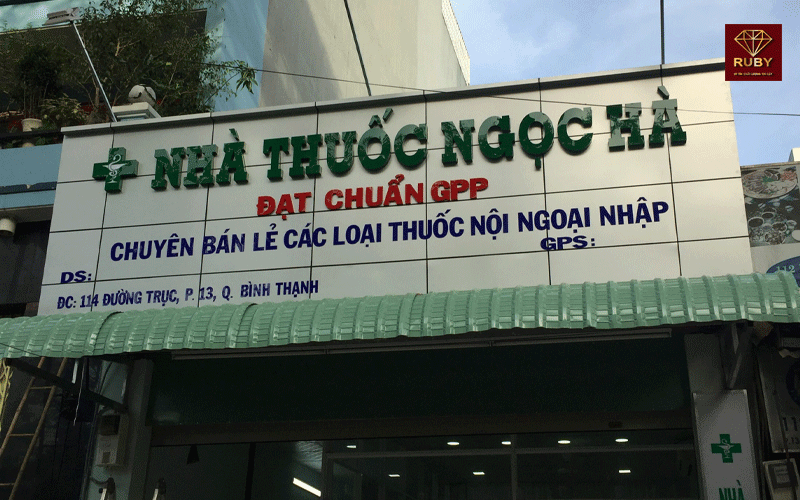 RUBY
NHÀ THUỐC NGỌC HÀ
ĐẠT CHUẨN GPP
CHUYÊN BÁN LẺ CÁC LOẠI THUỐC NỘI NGOẠI NHẬP
DS:
GPS:
ĐC: 114 ĐƯỜNG TRỤC, P. 13, Q. BÌNH THẠNH
NHÀ